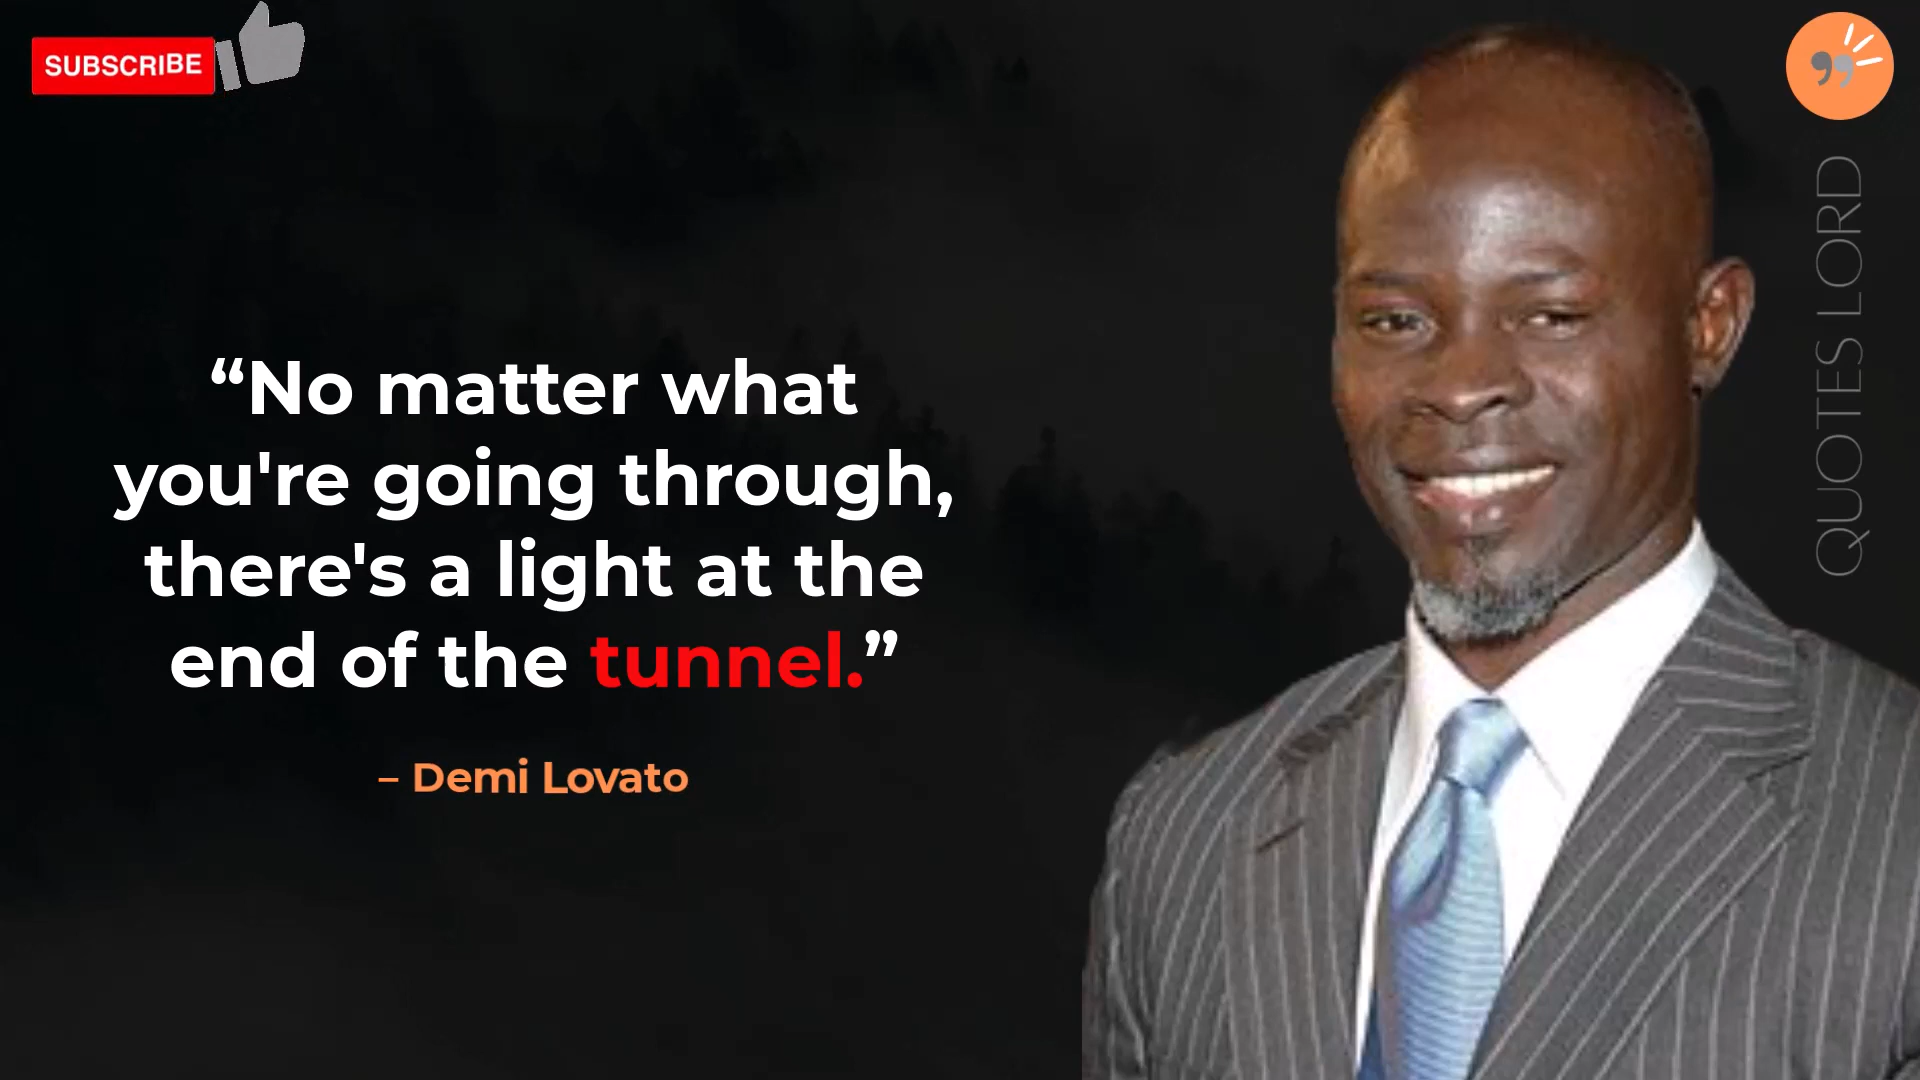 SUBSCRIBE
“No matter what
you're going through,
there's a light at the
end of the tunnel.”
– Demi Lovato
QUOTES LORD